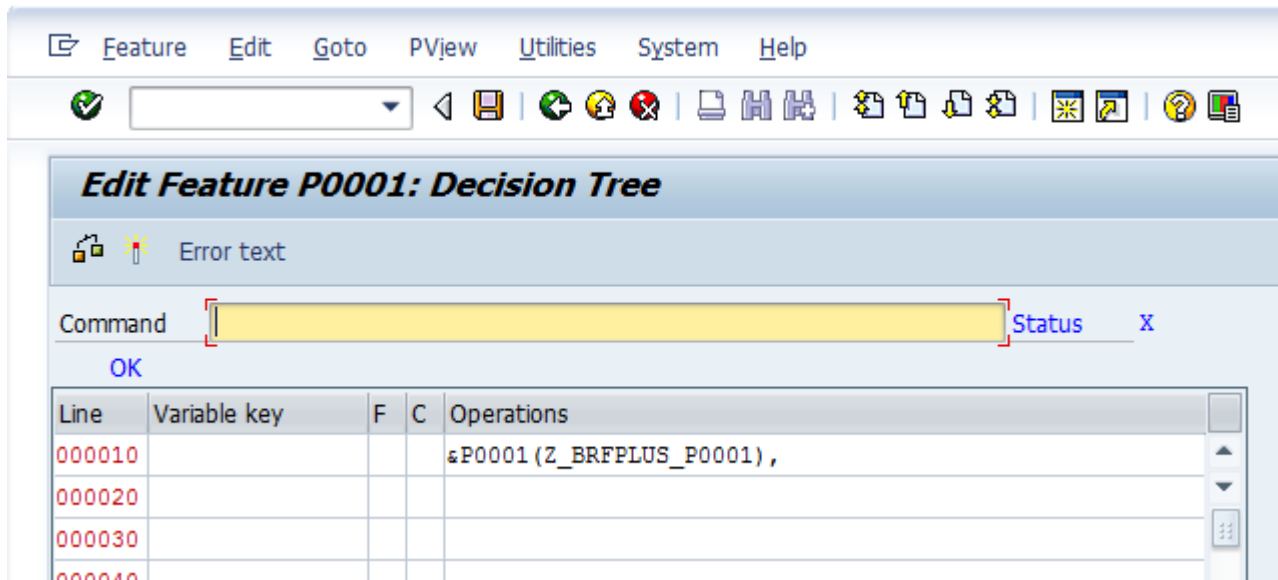 Feature Edit Goto PView Utilities System Help
Edit Feature P0001: Decision Tree
Error text
Command Status X
OK
Line Variable key F C Operations
000010 &P0001(Z_BRFPLUS_P0001),
000020
000030
000040